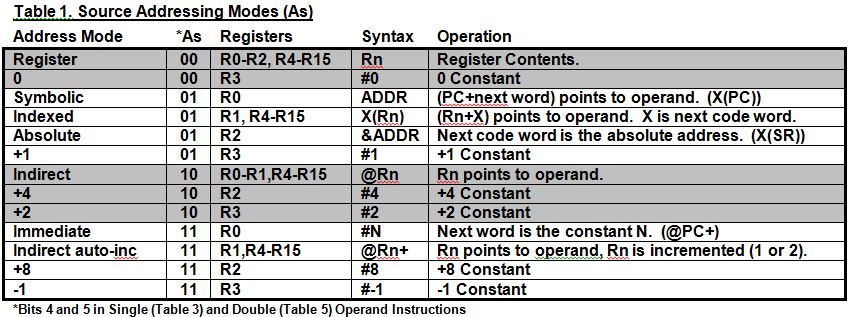 Table 1. Source Addressing Modes (As)
Address Mode *As Registers Syntax Operation
Register 00 R0-R2, R4-R15 Rn Register Contents.
0 00 R3 #0 0 Constant
Symbolic 01 R0 ADDR (PC+next word) points to operand. (X(PC))
Indexed 01 R1, R4-R15 X(Rn) (Rn+X) points to operand. X is next code word.
Absolute 01 R2 &ADDR Next code word is the absolute address. (X(SR))
+1 01 R3 #1 +1 Constant
Indirect 10 R0-R1,R4-R15 @Rn Rn points to operand.
+4 10 R2 #4 +4 Constant
+2 10 R3 #2 +2 Constant
Immediate 11 R0 #N Next word is the constant N. (@PC+)
Indirect auto-inc 11 R1,R4-R15 @Rn+ Rn points to operand, Rn is incremented (1 or 2).
+8 11 R2 #8 +8 Constant
-1 11 R3 #-1 -1 Constant
*Bits 4 and 5 in Single (Table 3) and Double (Table 5) Operand Instructions